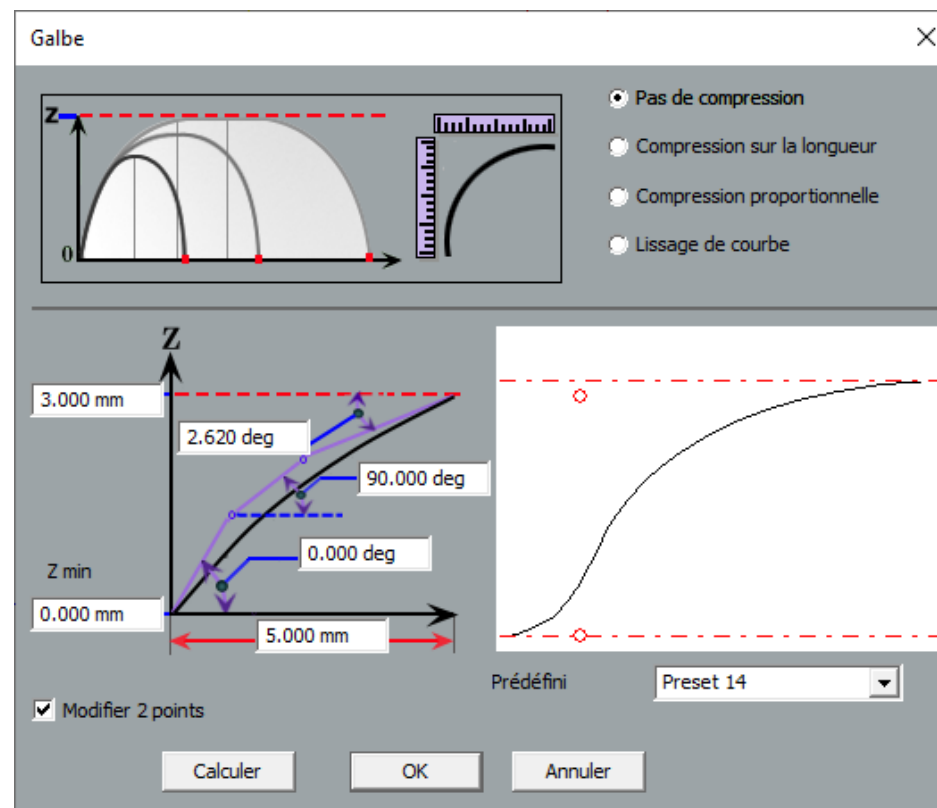 Galbe
Z
0
Pas de compression
Compression sur la longueur
Compression proportionnelle
Lissage de courbe
Z
3.000 mm
2.620 deg
90.000 deg
0.000 deg
Z min
0.000 mm
5.000 mm
Prédéfini
Preset 14
Modifier 2 points
Calculer
OK
Annuler